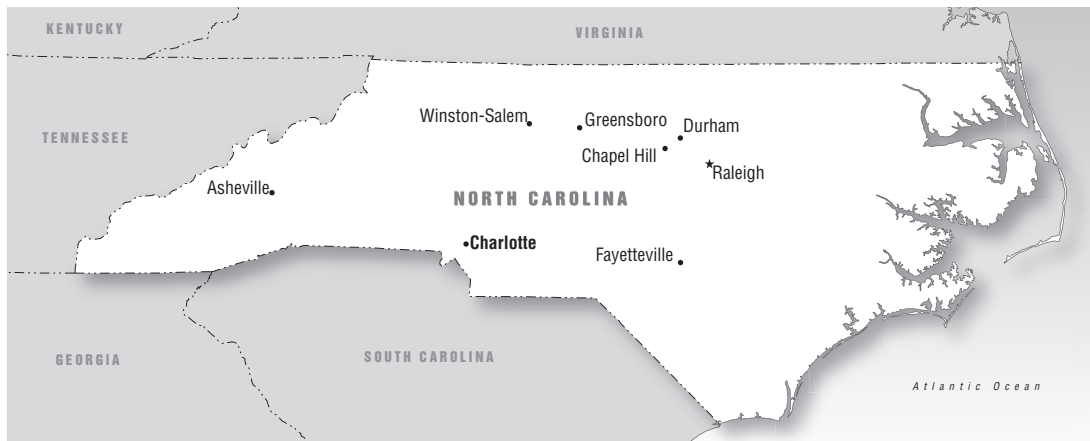 KENTUCKY
VIRGINIA
TENNESSEE
Winston-Salem
Greensboro
Durham
Chapel Hill
Raleigh
Asheville
NORTH CAROLINA
Charlotte
Fayetteville
GEORGIA
SOUTH CAROLINA
Atlantic Ocean